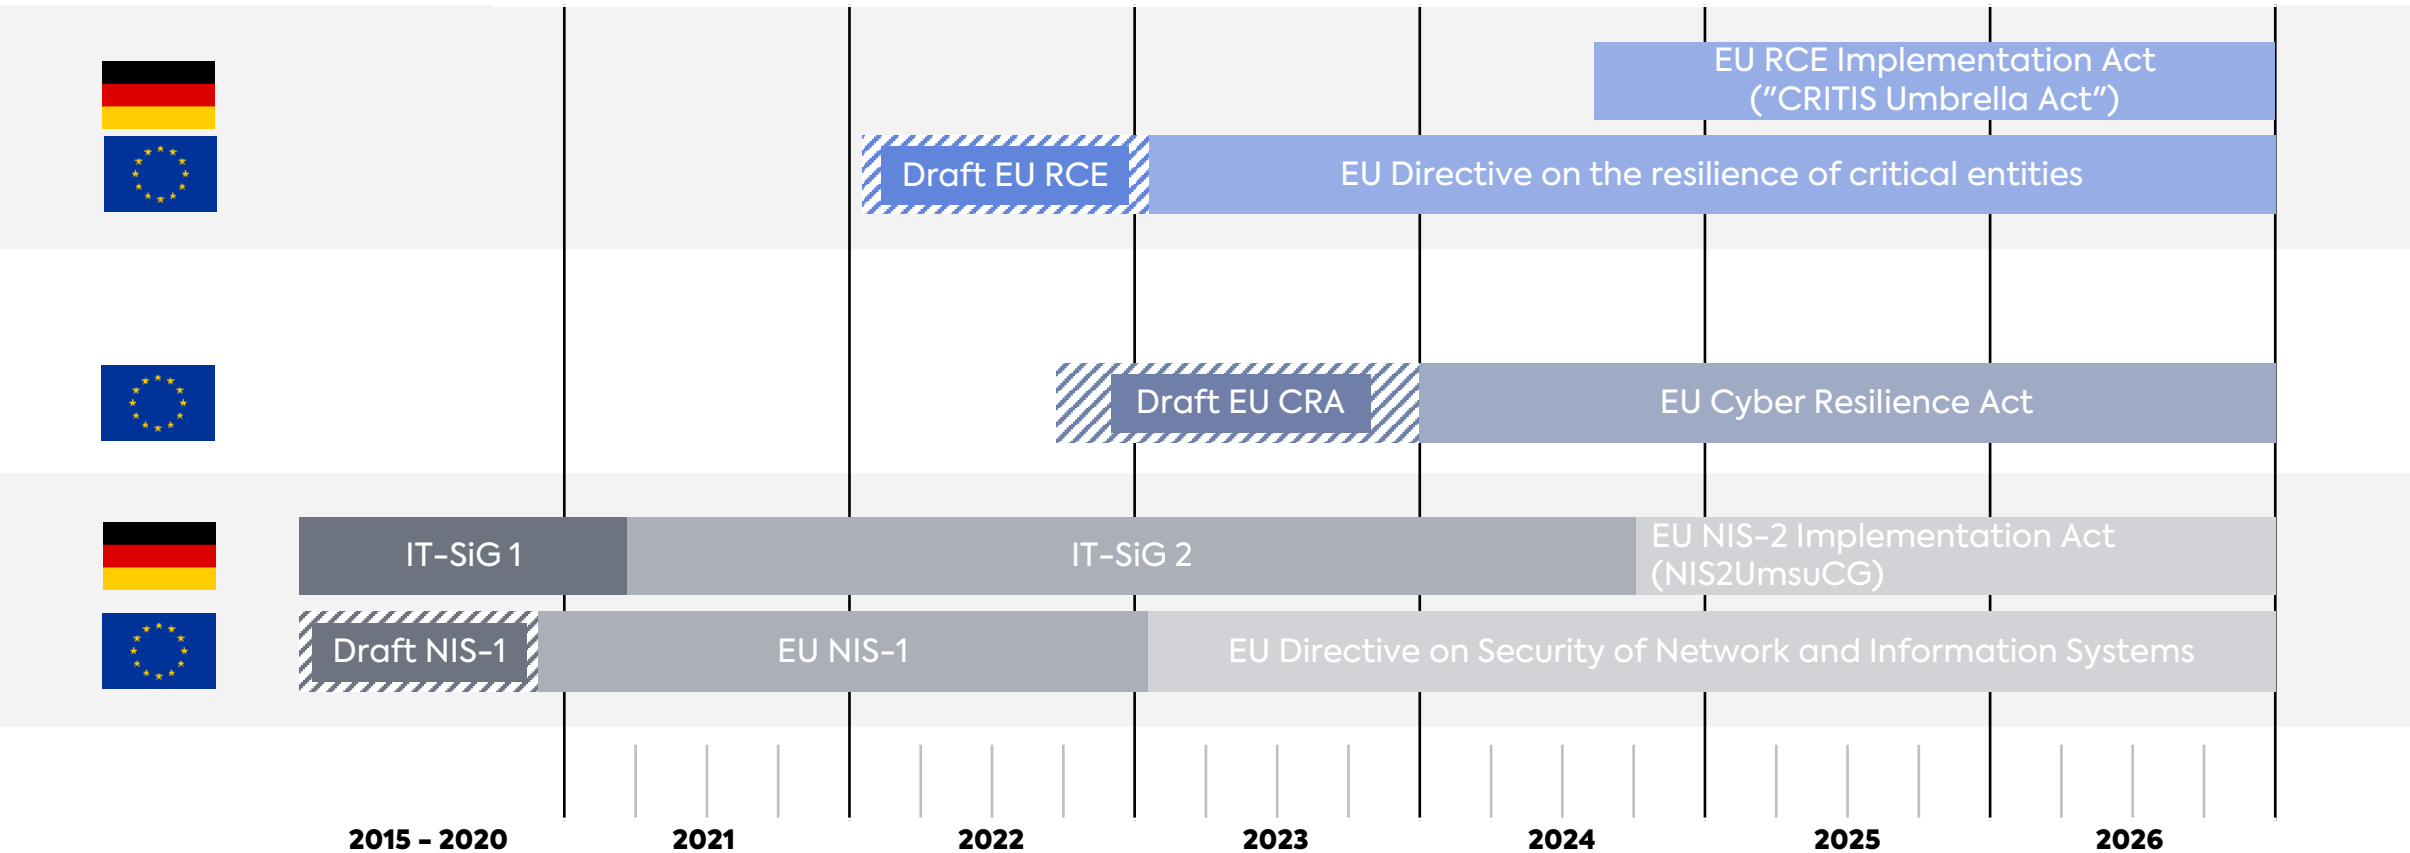 EU RCE Implementation Act
("CRITIS Umbrella Act")
Draft EU RCE
EU Directive on the resilience of critical entities
Draft EU CRA
EU Cyber Resilience Act
IT-SiG 1
IT-SiG 2
EU NIS-2 Implementation Act
(NIS2UmsuCG)
Draft NIS-1
EU NIS-1
EU Directive on Security of Network and Information Systems
2015 - 2020
2021
2022
2023
2024
2025
2026